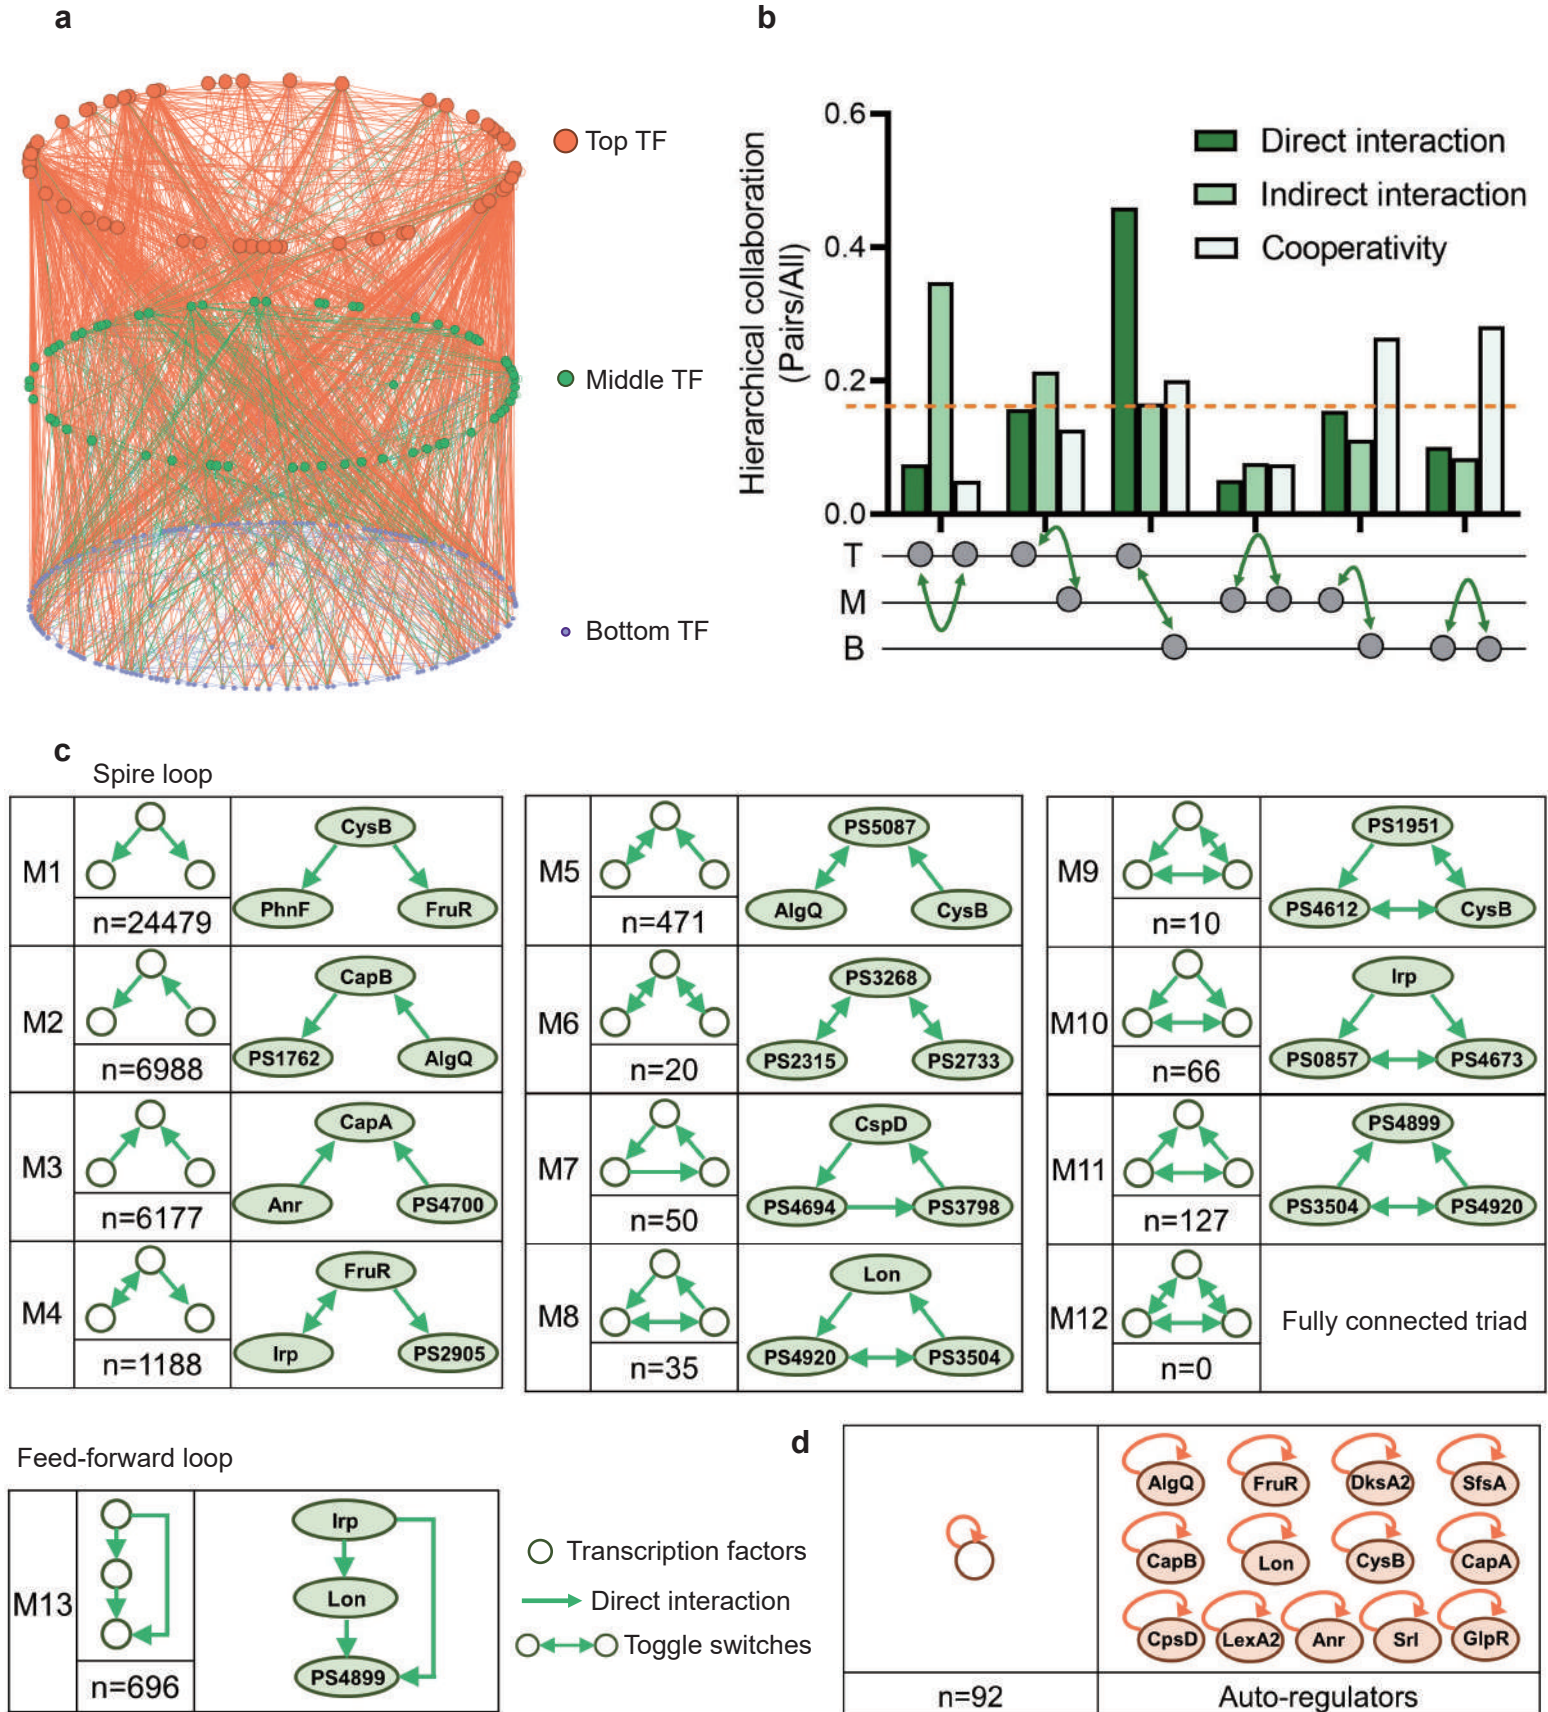 a
Top TF
Middle TF
Bottom TF
b
0.6
0.4
0.2
0.0
Hierarchical collaboration
(Pairs/All)
Direct interaction
Indirect interaction
Cooperativity
T
M
B
c
Spire loop
M1
n=24479
CysB
PhnF
FruR
M2
n=6988
CapB
PS1762
AlgQ
M3
n=6177
CapA
Anr
PS4700
M4
n=1188
FruR
Irp
PS2905
M5
n=471
PS5087
AlgQ
CysB
M6
n=20
PS3268
PS2315
PS2733
M7
n=50
CspD
PS4694
PS3798
M8
n=35
Lon
PS4920
PS3504
M9
n=10
PS1951
PS4612
CysB
M10
n=66
Irp
PS0857
PS4673
M11
n=127
PS4899
PS3504
PS4920
M12
n=0
Fully connected triad
Feed-forward loop
M13
n=696
Irp
Lon
PS4899
Transcription factors
Direct interaction
Toggle switches
d
n=92
AlgQ FruR DksA2 SfsA
CapB Lon CysB CapA
CpsD LexA2 Anr Srl GlpR
Auto-regulators